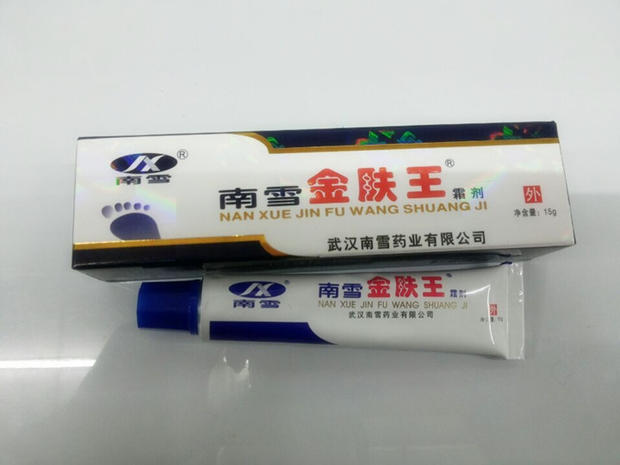 JX®
南雪
南雪 金肤王® 霜剂
NAN XUE JIN FU WANG SHUANG JI
武汉南雪药业有限公司
外
净含量：15g
JX
南雪
南雪 金肤王 霜剂
NAN XUE JIN FU WANG SHUANG JI
武汉南雪药业有限公司
外